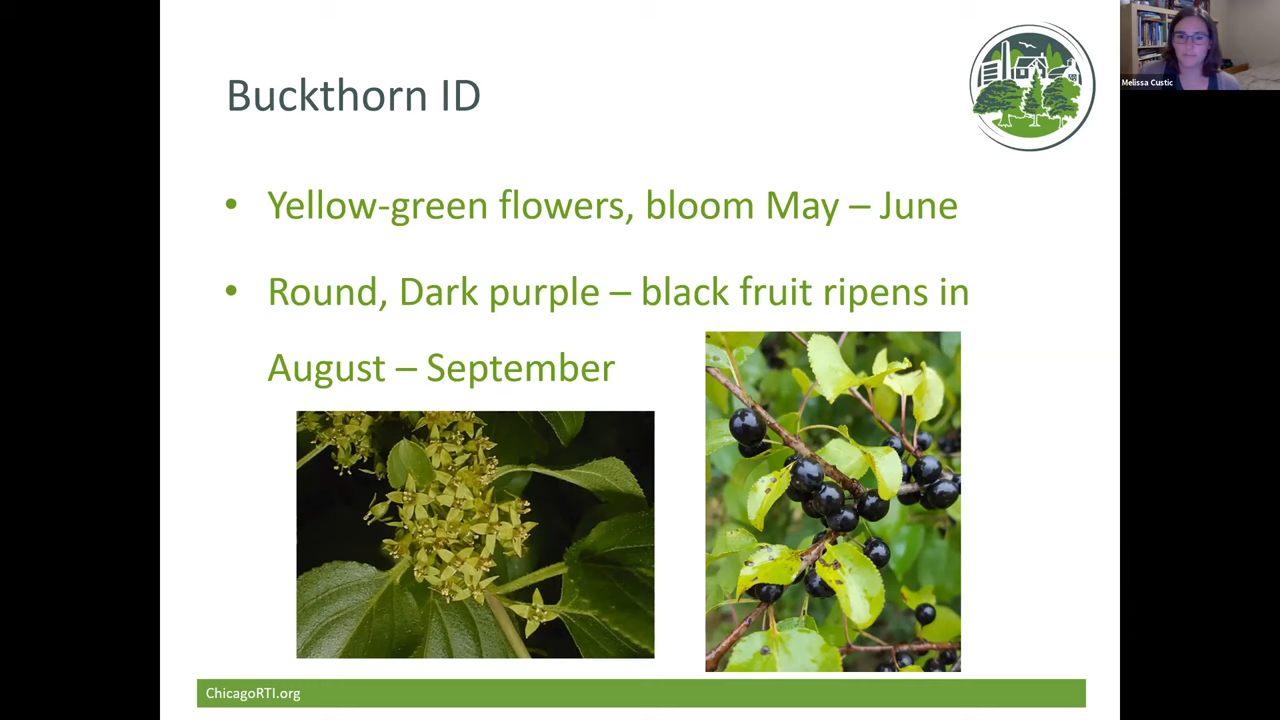 Buckthorn ID
Melissa Custic
• Yellow-green flowers, bloom May – June
• Round, Dark purple – black fruit ripens in
August – September
ChicagoRTI.org